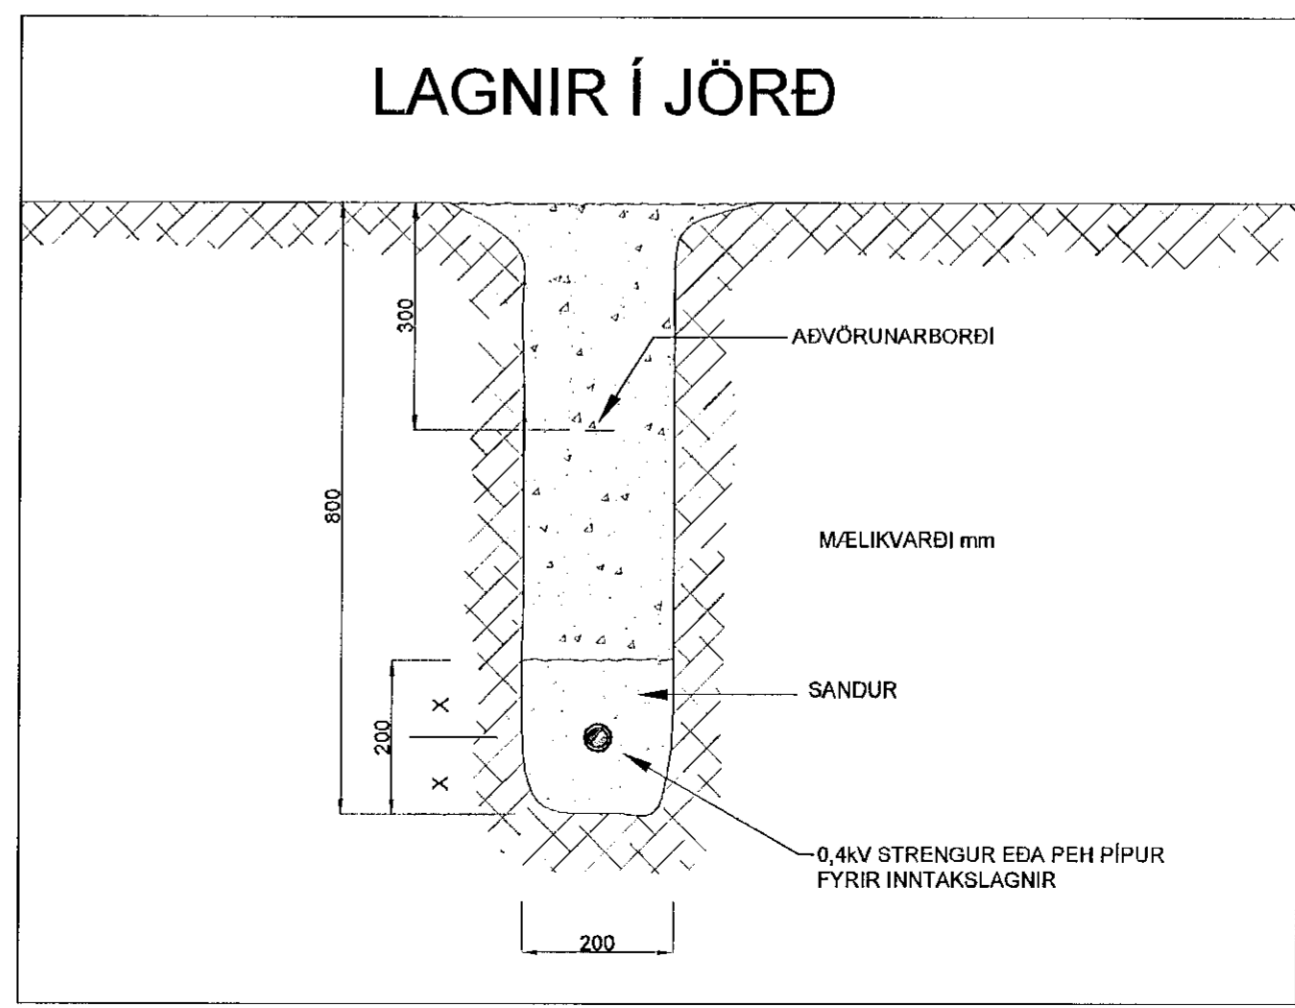 LAGNIR Í JÖRÐ
300
AÐVÖRUNARBORÐI
800
MÆLIKVARÐI mm
SANDUR
X
200
X
0,4kV STRENGUR EÐA PEH PÍPUR
FYRIR INNTAKSLAGNIR
200